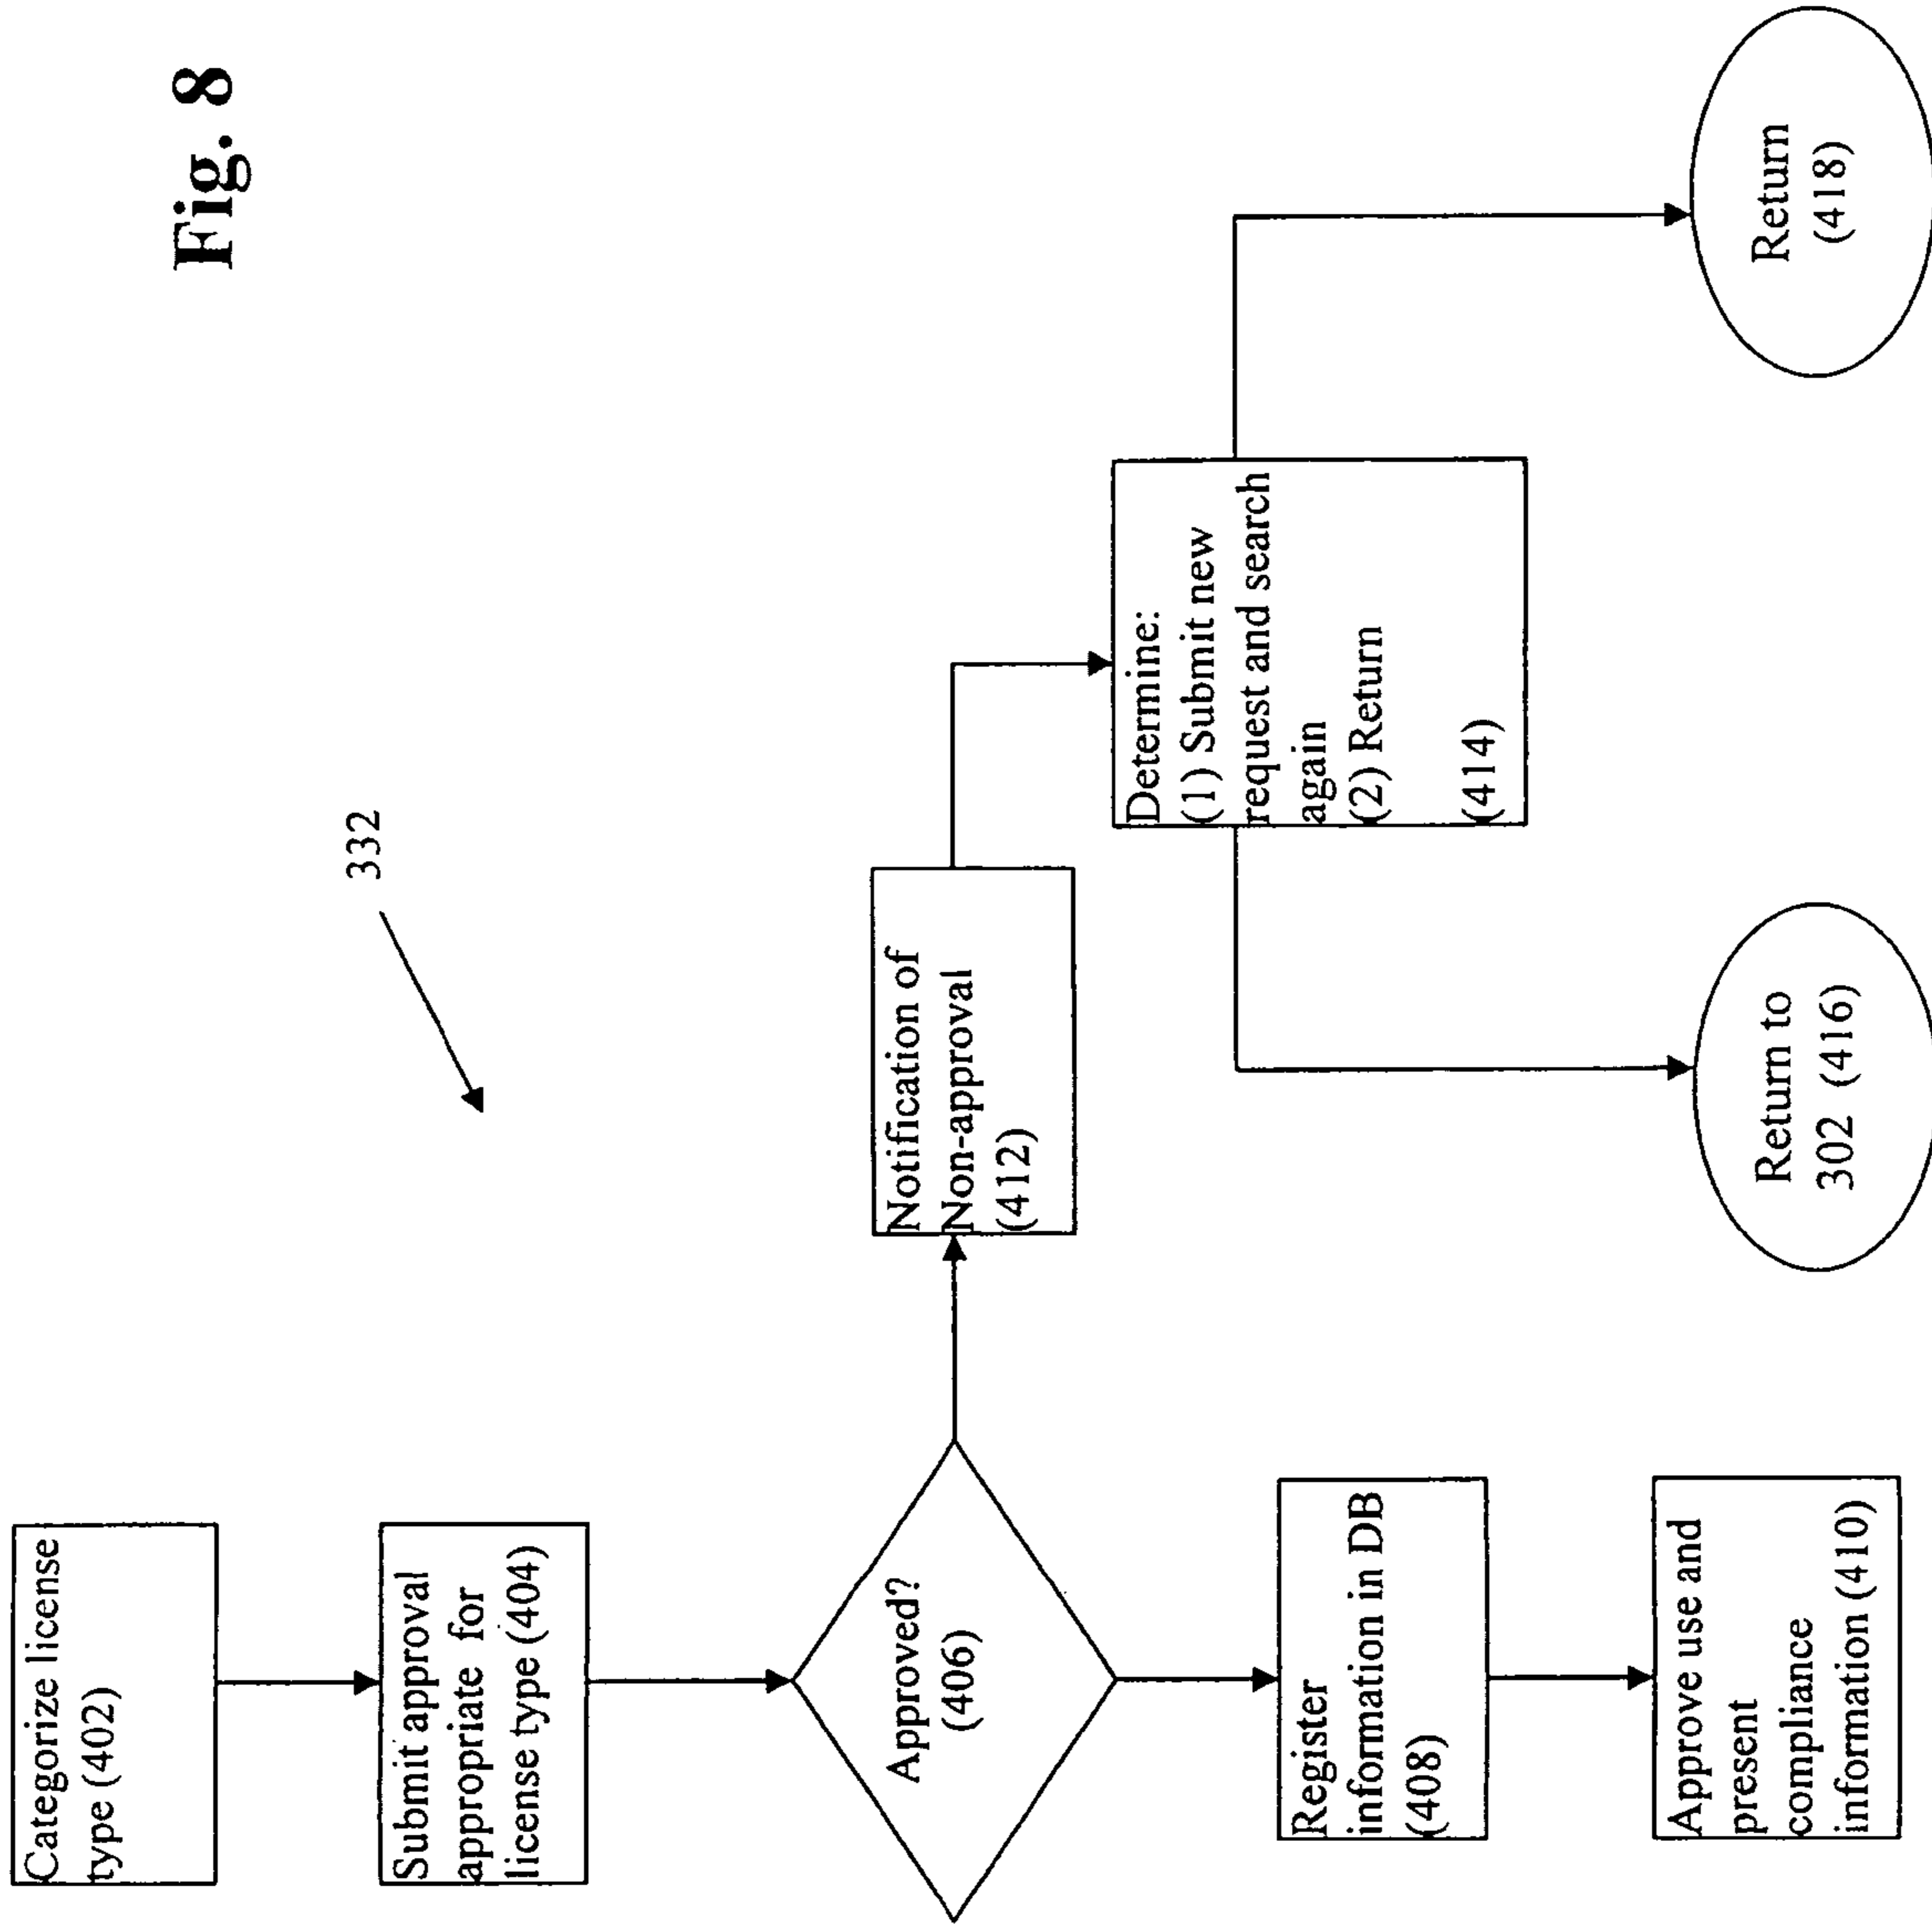 Fig. 8
332
Categorize license
type (402)
Submit approval
appropriate for
license type (404)
Approved?
(406)
Notification of
Non-approval
(412)
Determine:
(1) Submit new
request and search
again
(2) Return
(414)
Register
information in DB
(408)
Approve use and
present
compliance
information (410)
Return to
302 (416)
Return
(418)